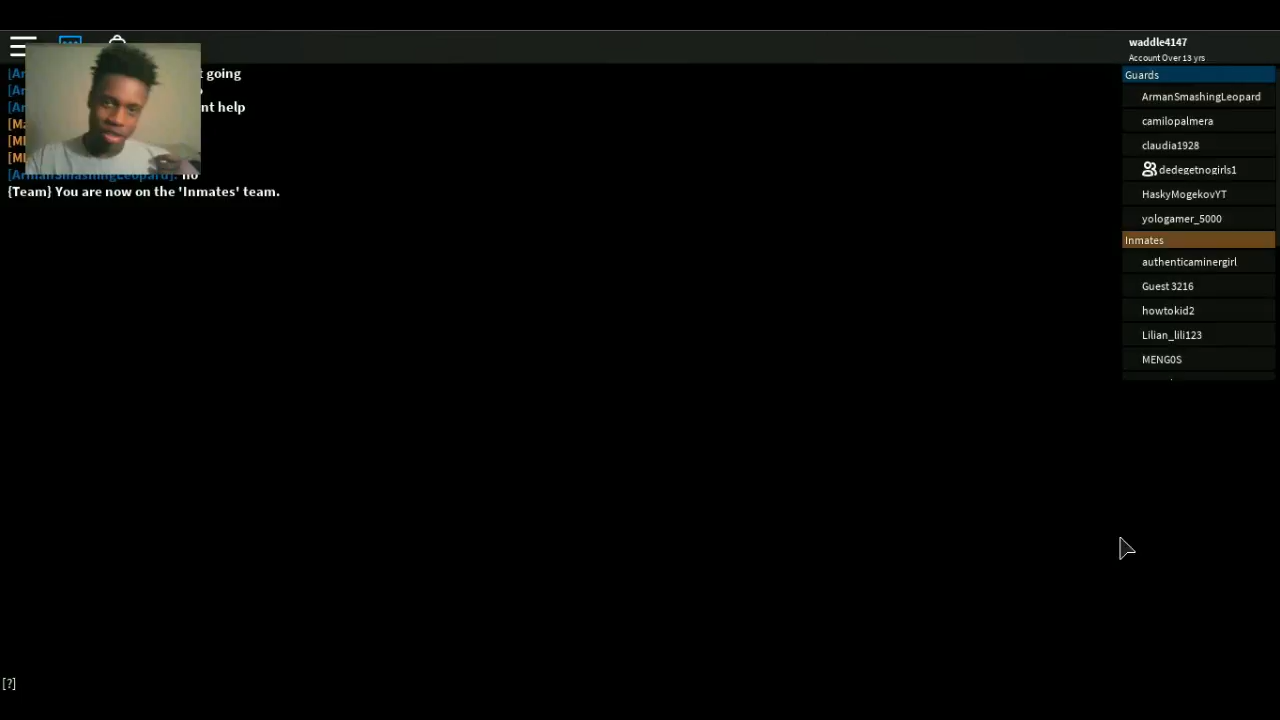 waddle4147
Account Over 13 yrs
Guards
ArmanSmashingLeopard
camilopalmera
claudia1928
dedegetnogirls1
HaskyMogekovYT
yologamer_5000
Inmates
authenticaminergirl
Guest 3216
howtokid2
Lilian_lili123
MENG0S
t going
nt help
[ArmanSmashingLeopard]: no
{Team} You are now on the 'Inmates' team.
[?]